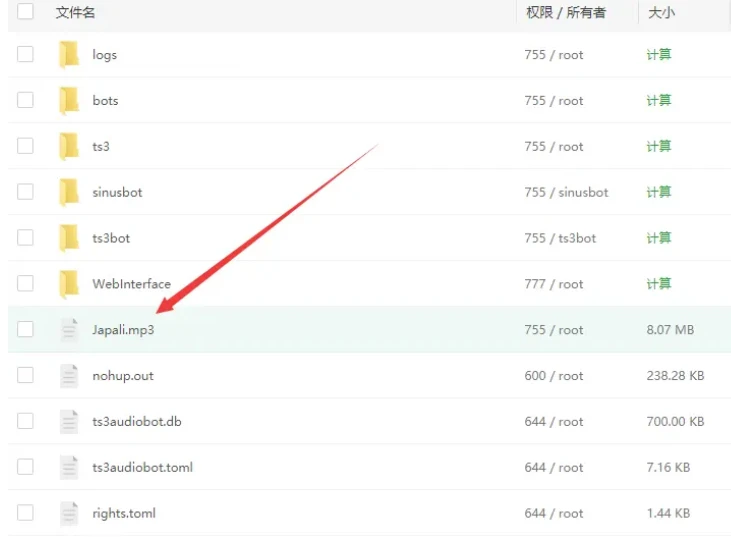 文件名 权限 / 所有者 大小
logs 755 / root 计算
bots 755 / root 计算
ts3 755 / root 计算
sinusbot 755 / sinusbot 计算
ts3bot 755 / ts3bot 计算
WebInterface 777 / root 计算
Japali.mp3 755 / root 8.07 MB
nohup.out 600 / root 238.28 KB
ts3audiobot.db 644 / root 700.00 KB
ts3audiobot.toml 644 / root 7.16 KB
rights.toml 644 / root 1.44 KB